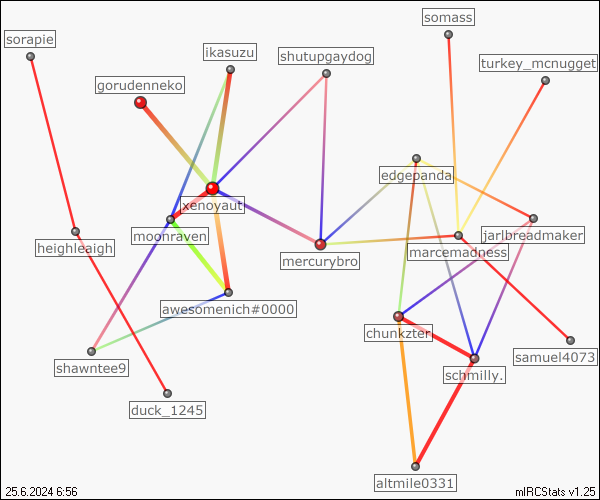 somass
sorapie
ikasuzu
shutupgaydog
turkey_mcnugget
gorudenneko
edgepanda
xenoyaut
moonraven
jarlbreadmaker
heighleaigh
marcemadness
mercurybro
awesomenich#0000
chunkzter
samuel4073
shawntee9
schmilly.
duck_1245
altmile0331
25.6.2024 6:56
mIRCStats v1.25